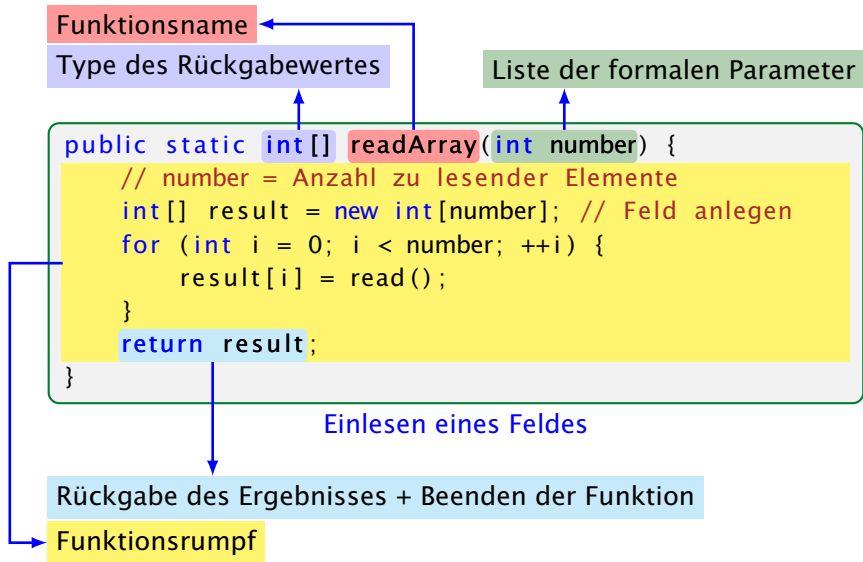 Funktionsname
Type des Rückgabewertes
Liste der formalen Parameter
public static int[] readArray(int number) {
// number = Anzahl zu lesender Elemente
int[] result = new int[number]; // Feld anlegen
for (int i = 0; i < number; ++i) {
result[i] = read();
}
return result;
}
Einlesen eines Feldes
Rückgabe des Ergebnisses + Beenden der Funktion
Funktionsrumpf